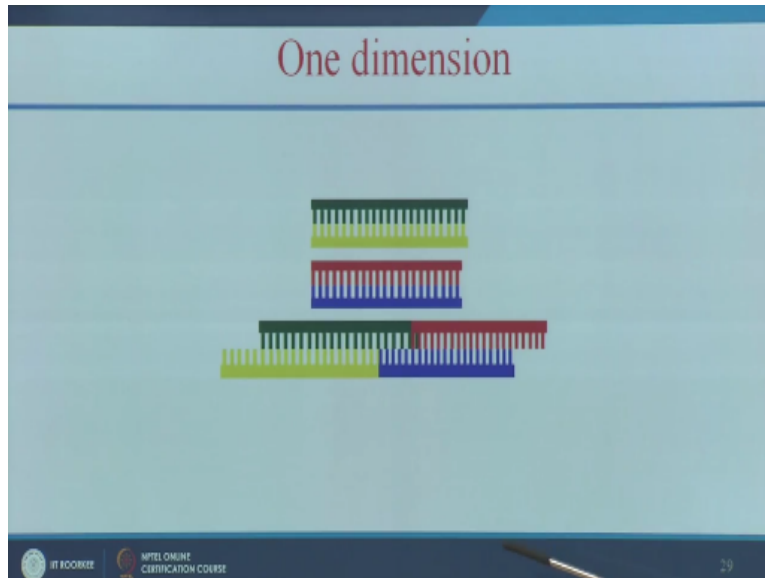 One dimension
IIT ROORKEE
NPTEL ONLINE
CERTIFICATION COURSE
29